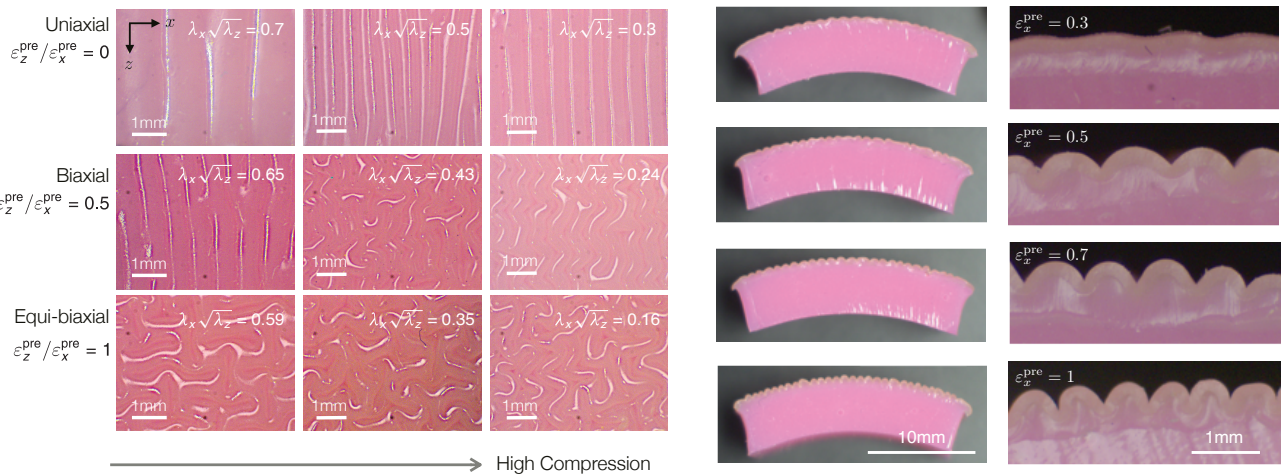 Uniaxial
ε_z^pre/ε_x^pre = 0
x
z
λ_x√λ_z = 0.7
1mm
λ_x√λ_z = 0.5
1mm
λ_x√λ_z = 0.3
1mm
Biaxial
ε_z^pre/ε_x^pre = 0.5
λ_x√λ_z = 0.65
1mm
λ_x√λ_z = 0.43
1mm
λ_x√λ_z = 0.24
1mm
Equi-biaxial
ε_z^pre/ε_x^pre = 1
λ_x√λ_z = 0.59
1mm
λ_x√λ_z = 0.35
1mm
λ_x√λ_z = 0.16
1mm
High Compression
ε_x^pre = 0.3
ε_x^pre = 0.5
ε_x^pre = 0.7
10mm
ε_x^pre = 1
1mm